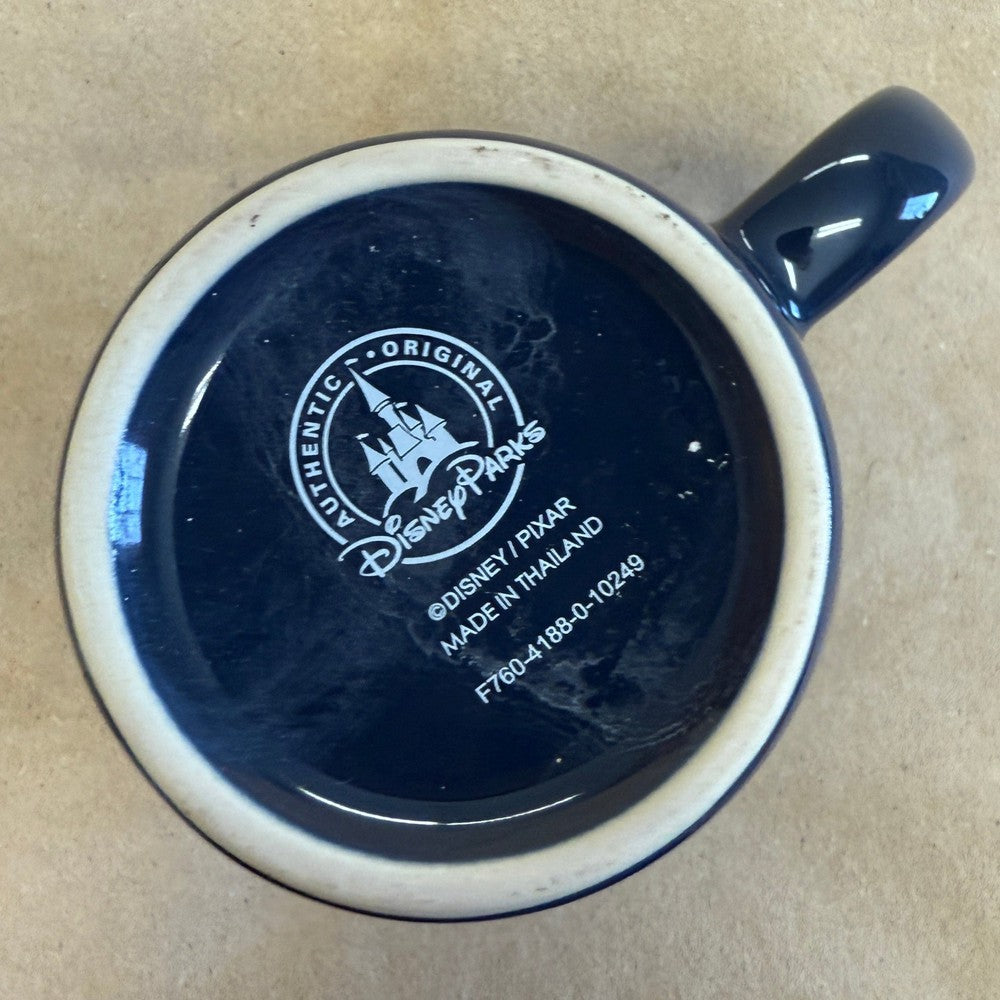 AUTHENTIC • ORIGINAL
DISNEY PARKS
©DISNEY / PIXAR
MADE IN THAILAND
F760-4188-0-10249